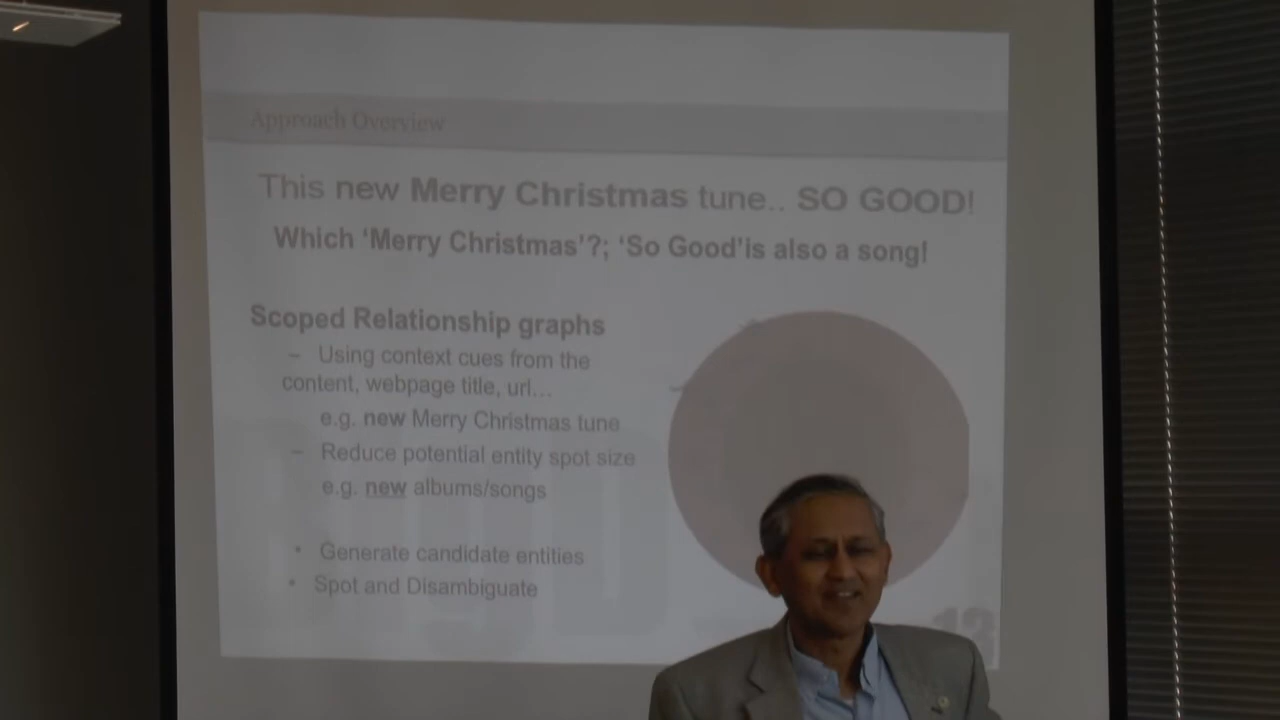 Approach Overview
This new Merry Christmas tune.. SO GOOD!
Which ‘Merry Christmas’?; ‘So Good’is also a song!
Scoped Relationship graphs
– Using context cues from the
content, webpage title, url...
e.g. new Merry Christmas tune
– Reduce potential entity spot size
e.g. new albums/songs
• Generate candidate entities
• Spot and Disambiguate
13